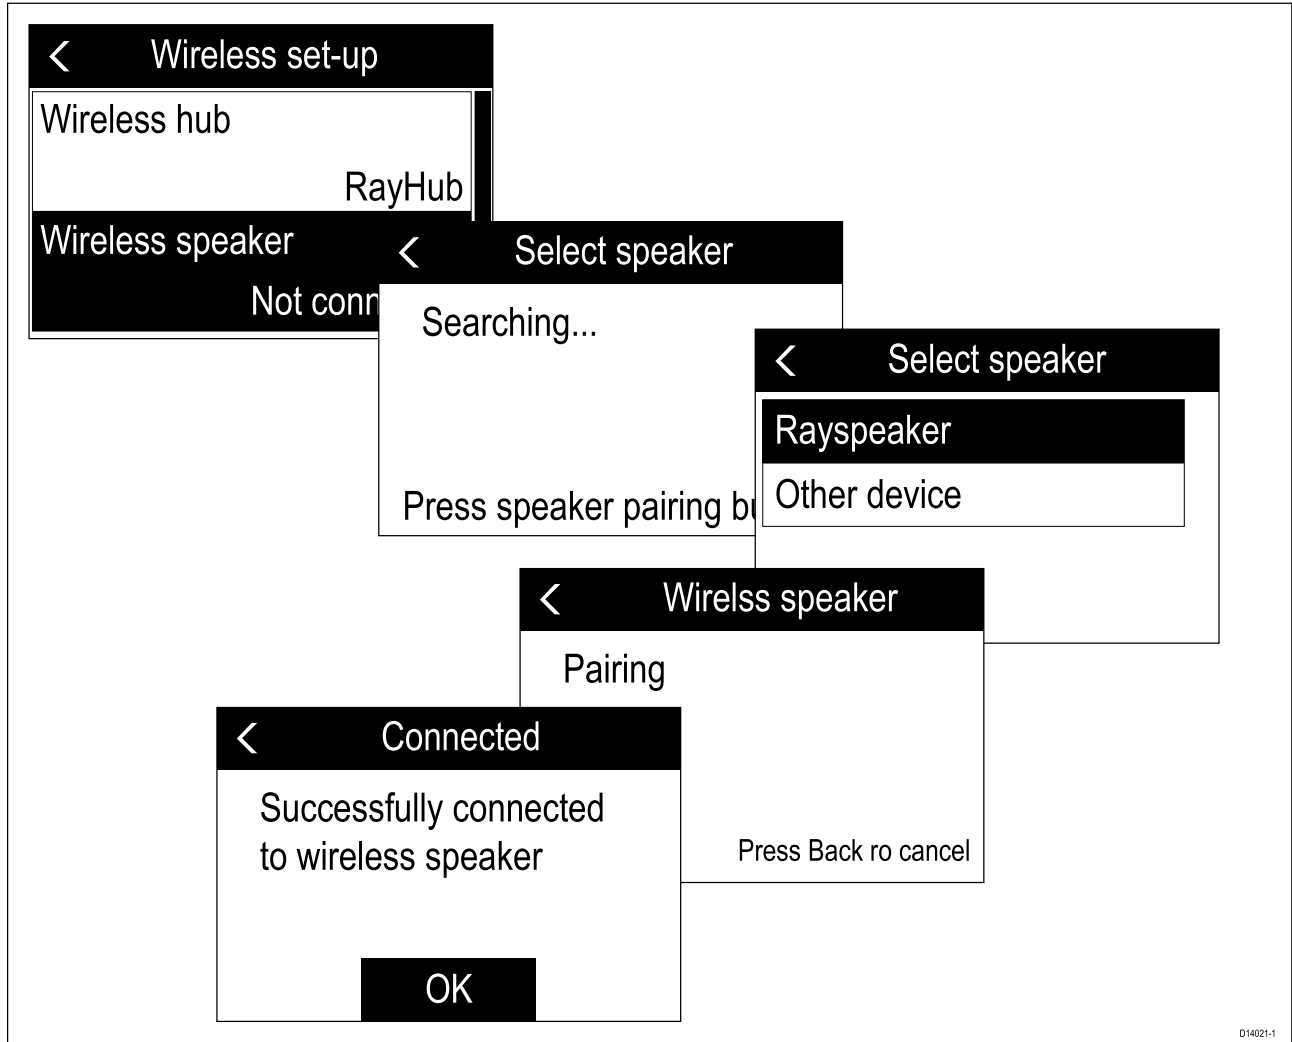 Wireless set-up
Wireless hub
RayHub
Wireless speaker
Not conn
Select speaker
Searching...
Press speaker pairing bu
Select speaker
Rayspeaker
Other device
Wirelss speaker
Pairing
Press Back ro cancel
Connected
Successfully connected
to wireless speaker
OK
D14021-1